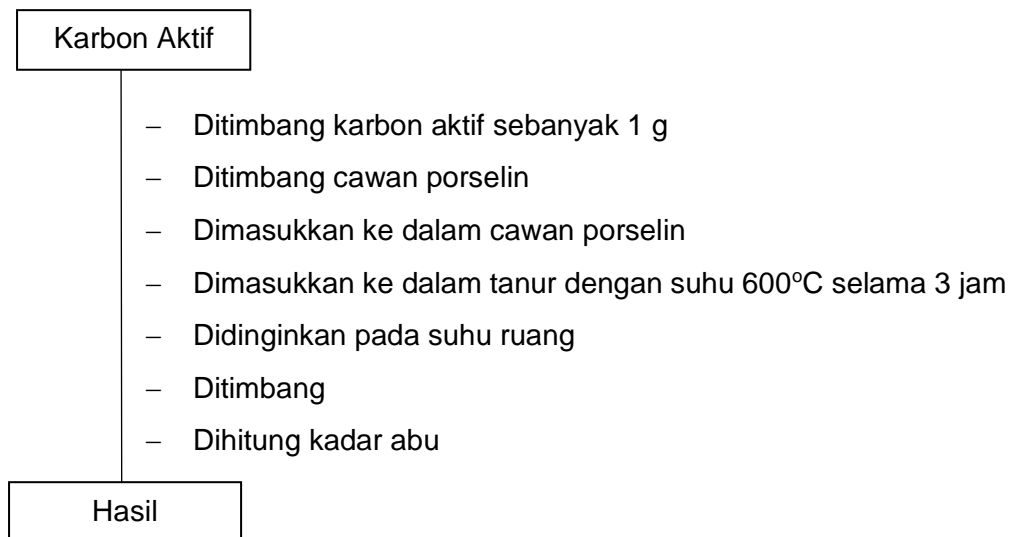 Karbon Aktif
– Ditimbang karbon aktif sebanyak 1 g
– Ditimbang cawan porselin
– Dimasukkan ke dalam cawan porselin
– Dimasukkan ke dalam tanur dengan suhu 600°C selama 3 jam
– Didinginkan pada suhu ruang
– Ditimbang
– Dihitung kadar abu
Hasil